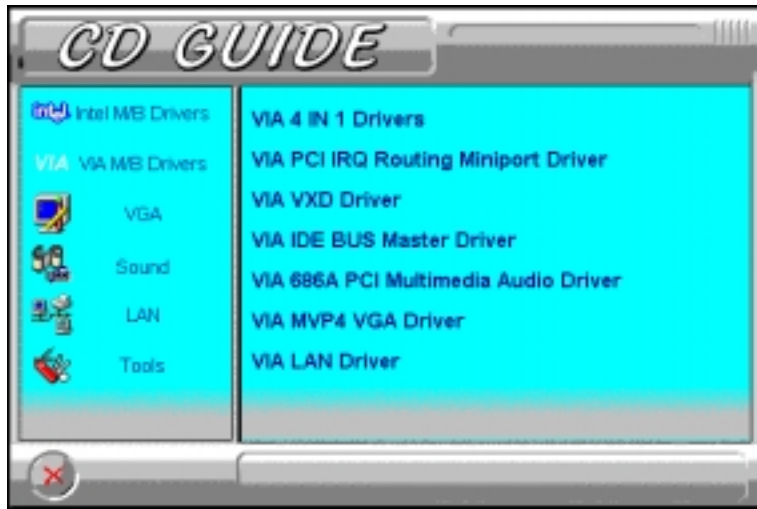 CD GUIDE
intel Intel M/B Drivers
VIA VIA M/B Drivers
VGA
Sound
LAN
Tools
VIA 4 IN 1 Drivers
VIA PCI IRQ Routing Miniport Driver
VIA VXD Driver
VIA IDE BUS Master Driver
VIA 686A PCI Multimedia Audio Driver
VIA MVP4 VGA Driver
VIA LAN Driver